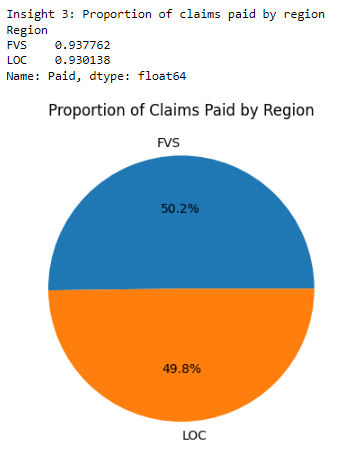 Insight 3: Proportion of claims paid by region
Region
FVS    0.937762
LOC    0.930138
Name: Paid, dtype: float64
Proportion of Claims Paid by Region
FVS
50.2%
49.8%
LOC